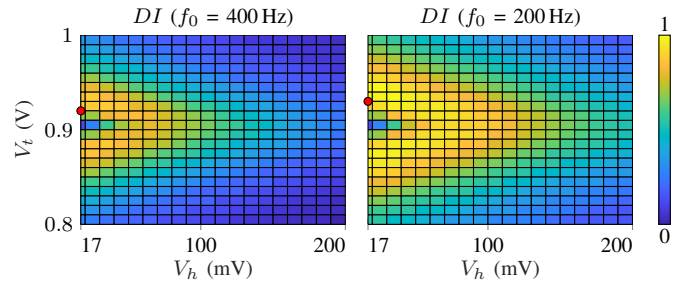 DI (f₀ = 400 Hz)
DI (f₀ = 200 Hz)
1
0.9
0.8
Vₜ (V)
17 100 200
17 100 200
Vₕ (mV)
Vₕ (mV)
1
0